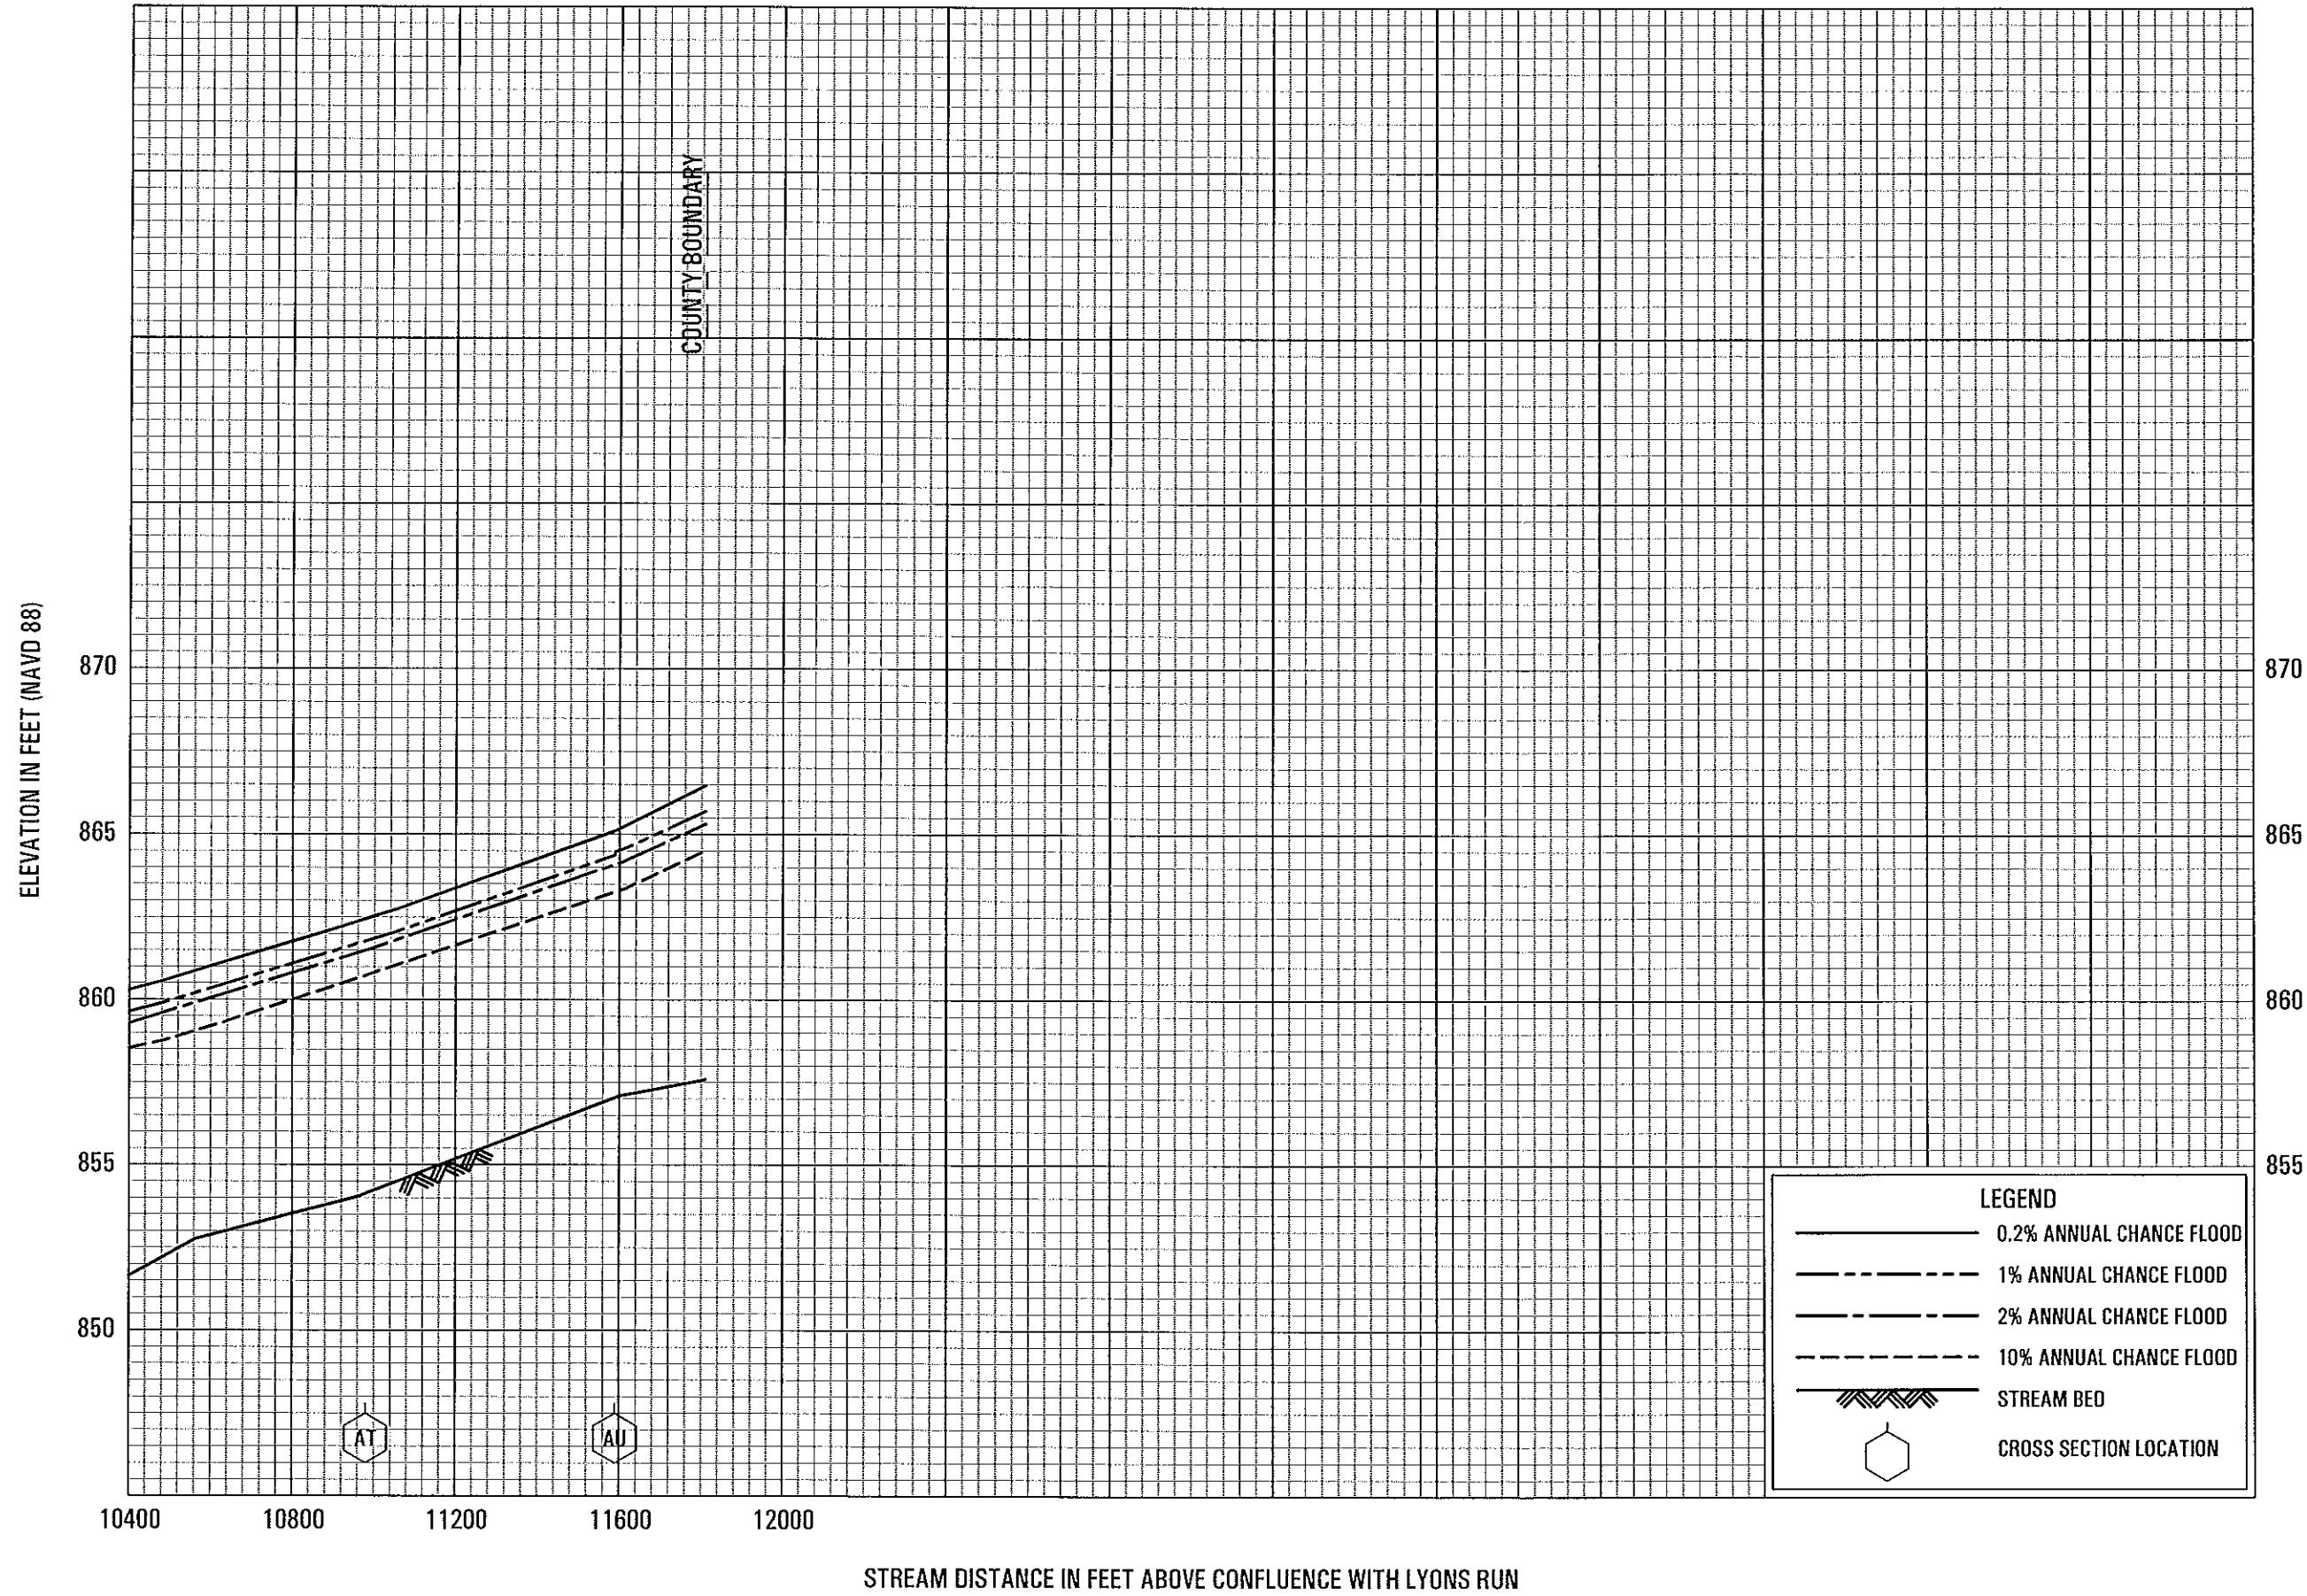 COUNTY BOUNDARY
ELEVATION IN FEET (NAVD 88)
870
870
865
865
860
860
855
855
850
LEGEND
0.2% ANNUAL CHANCE FLOOD
1% ANNUAL CHANCE FLOOD
2% ANNUAL CHANCE FLOOD
10% ANNUAL CHANCE FLOOD
STREAM BED
CROSS SECTION LOCATION
AT
AU
10400
10800
11200
11600
12000
STREAM DISTANCE IN FEET ABOVE CONFLUENCE WITH LYONS RUN